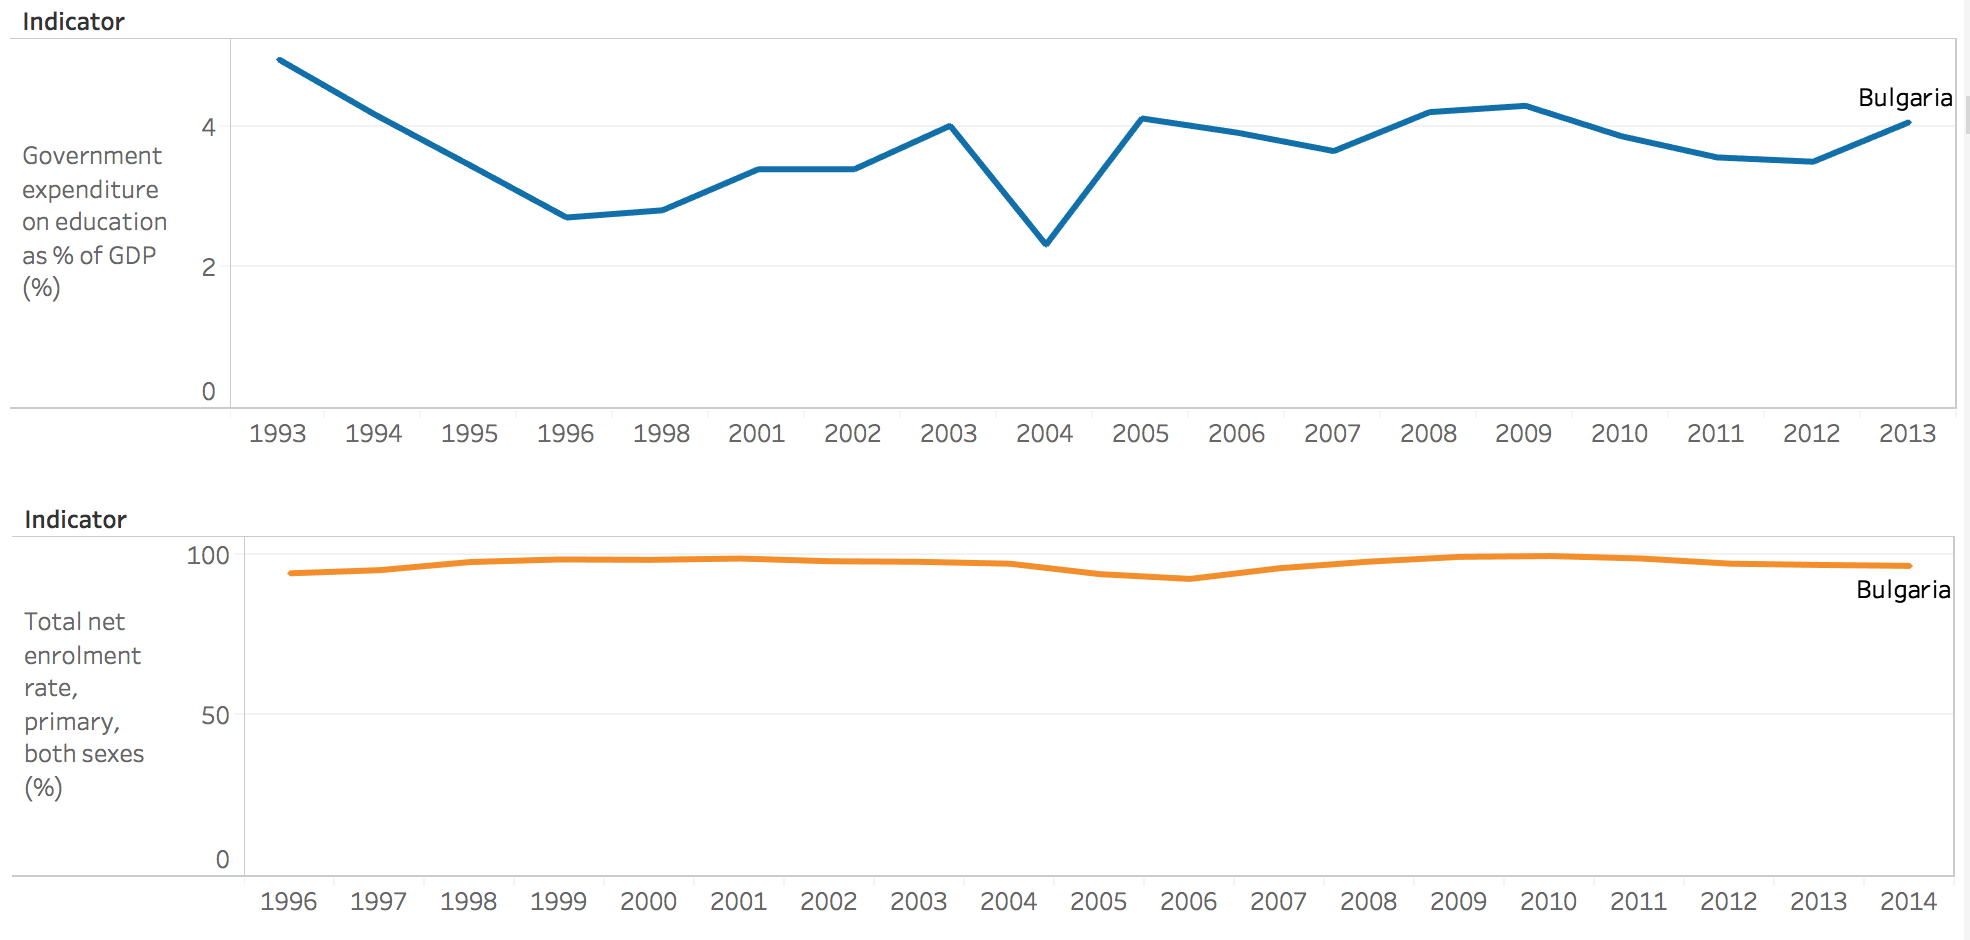 Indicator
Bulgaria
4
Government
expenditure
on education
as % of GDP
(%)
2
0
1993 1994 1995 1996 1998 2001 2002 2003 2004 2005 2006 2007 2008 2009 2010 2011 2012 2013
Indicator
100
Bulgaria
Total net
enrolment
rate,
primary,
both sexes
(%)
50
0
1996 1997 1998 1999 2000 2001 2002 2003 2004 2005 2006 2007 2008 2009 2010 2011 2012 2013 2014